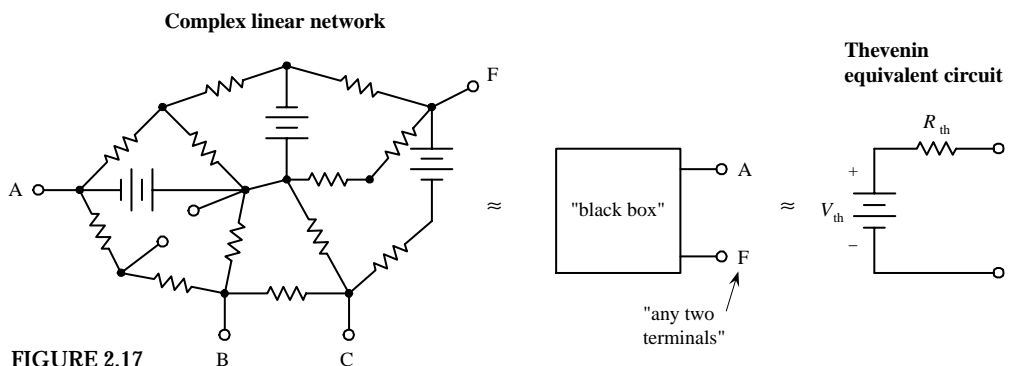 Complex linear network
F
A
B
C
≈
"black box"
A
F
"any two
terminals"
≈
Thevenin
equivalent circuit
R th
+
V th
−
FIGURE 2.17